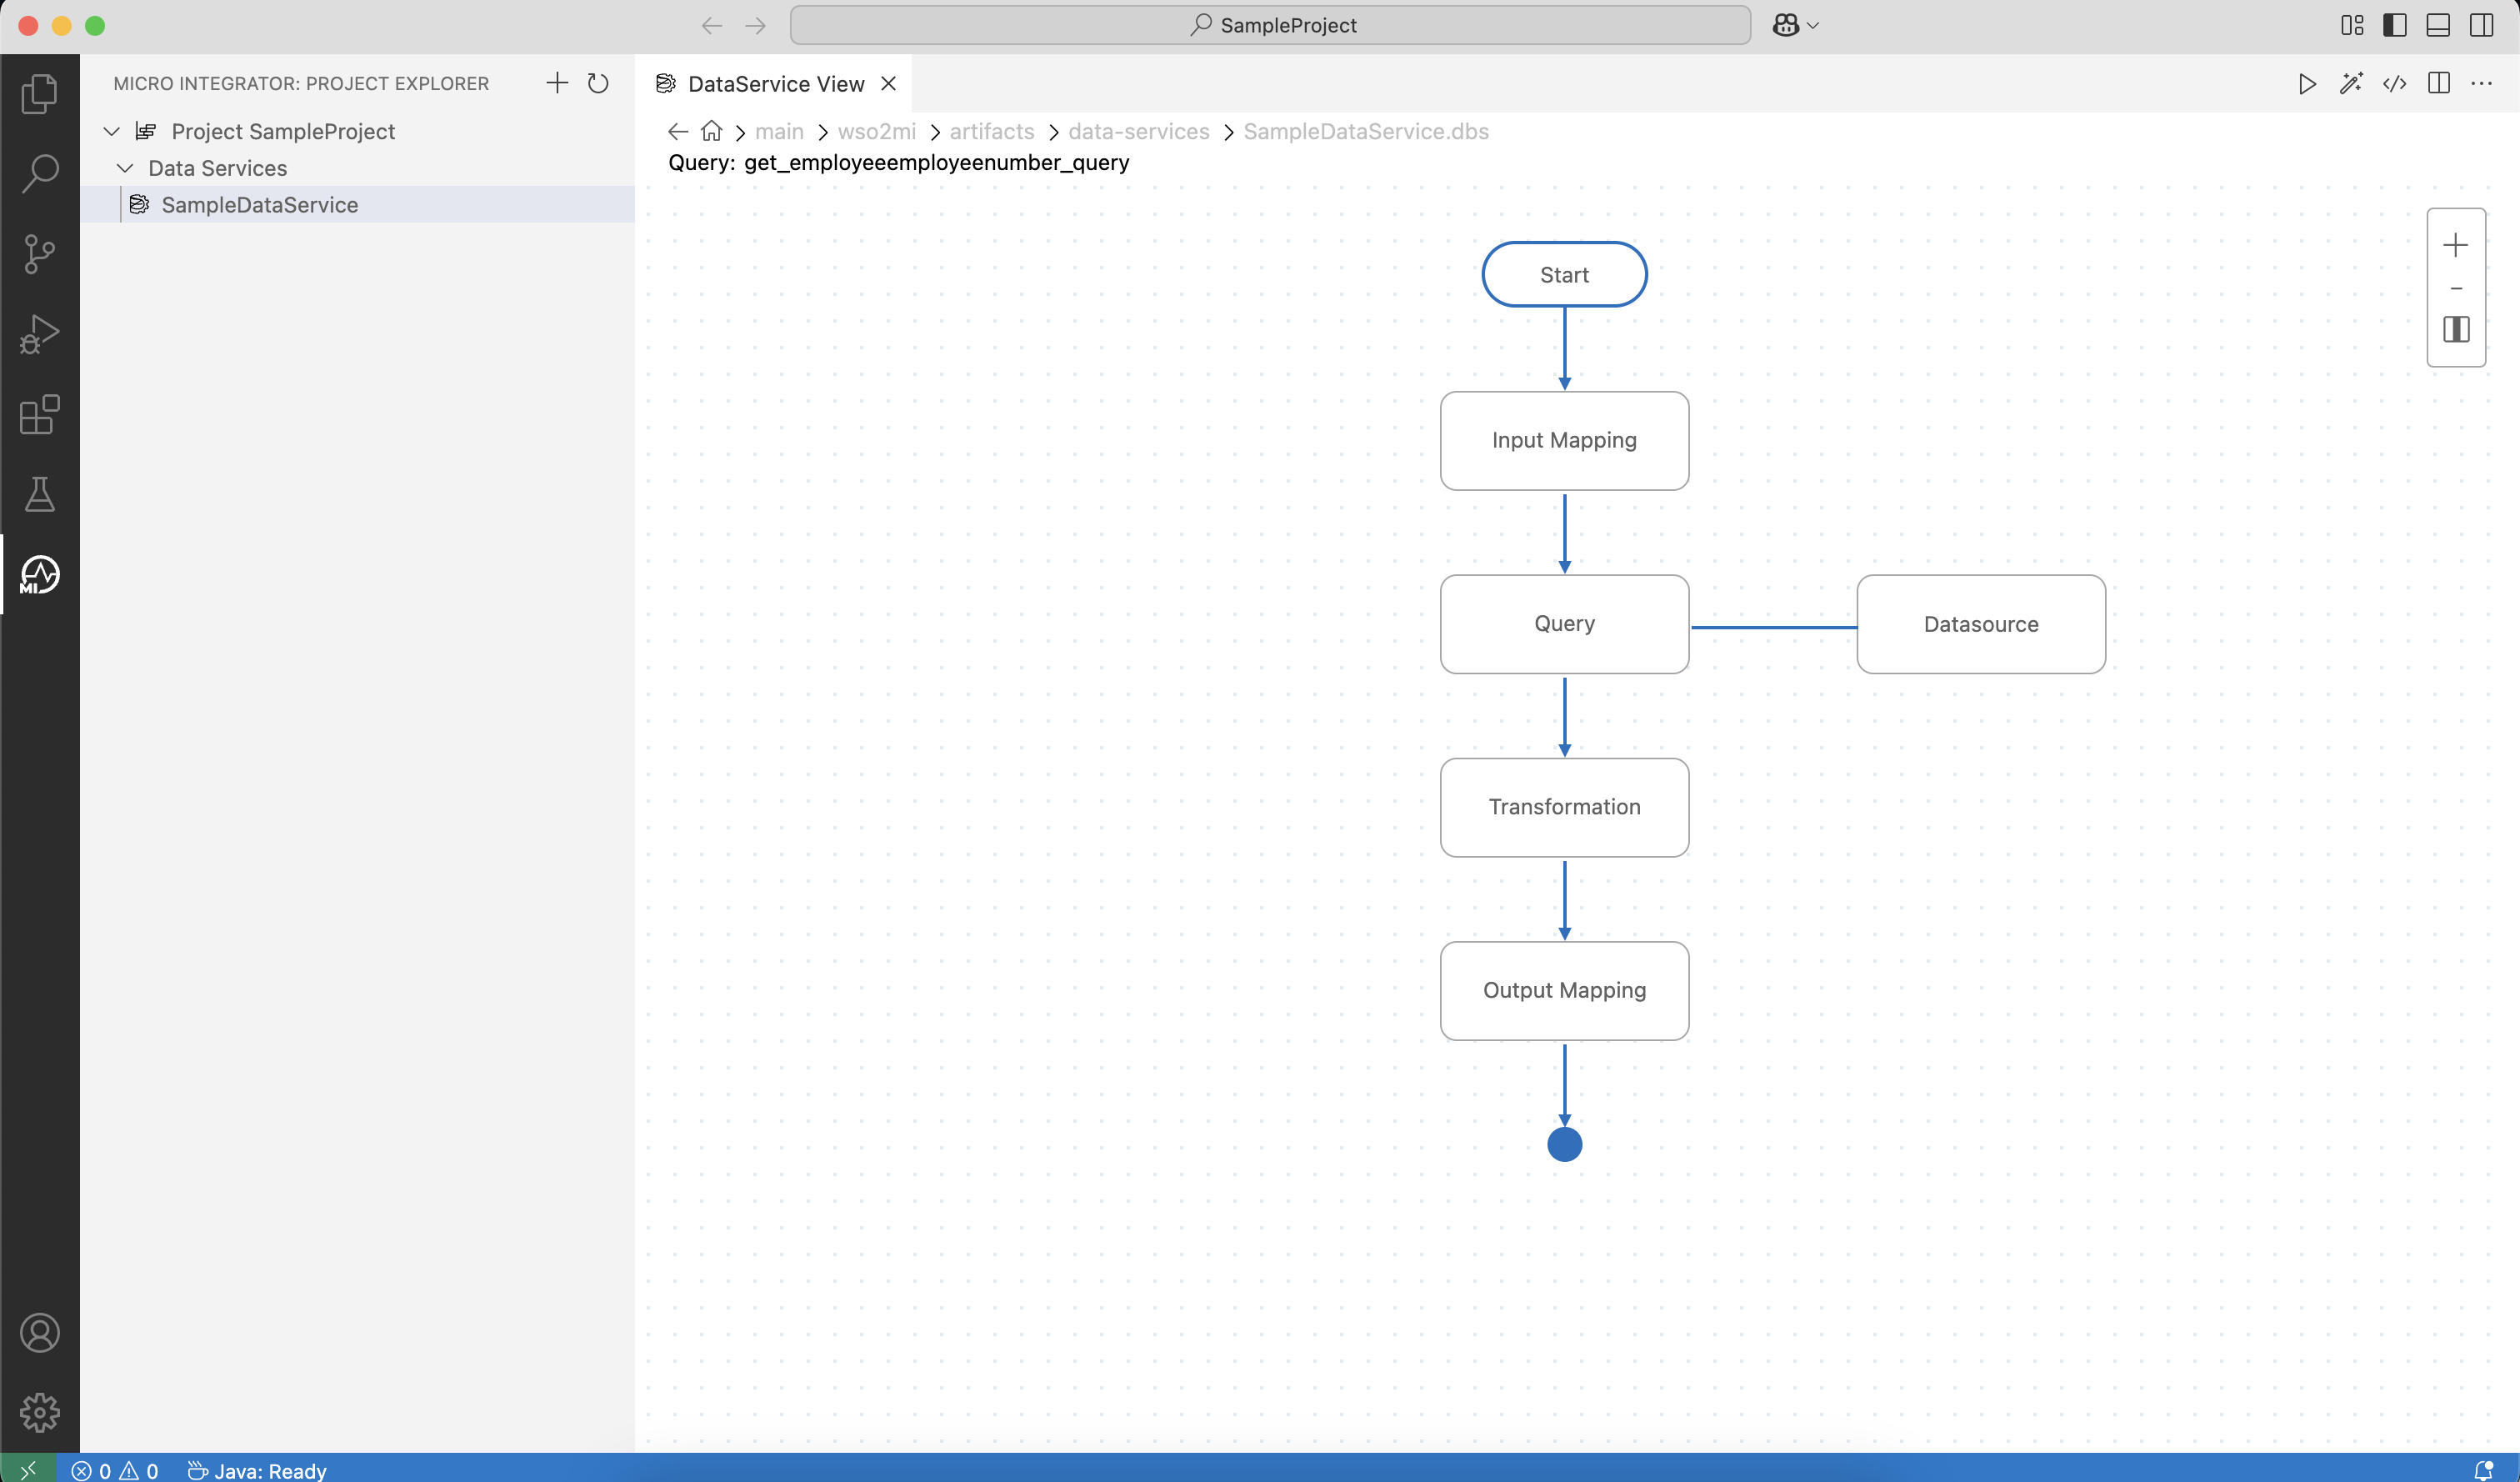 SampleProject
MICRO INTEGRATOR: PROJECT EXPLORER
Project SampleProject
Data Services
SampleDataService
DataService View
main > wso2mi > artifacts > data-services > SampleDataService.dbs
Query: get_employeeemployeenumber_query
Start
Input Mapping
Query
Datasource
Transformation
Output Mapping
MI
0 0 Java: Ready